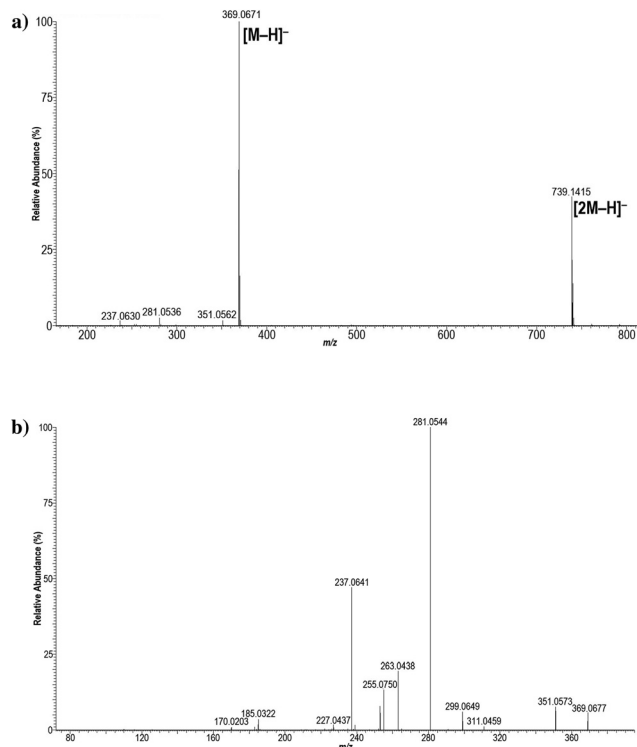 a)
369.0671
[M–H]⁻
739.1415
[2M–H]⁻
237.0630
281.0536
351.0562
Relative Abundance (%)
100
75
50
25
0
200 300 400 500 600 700 800
m/z
b)
281.0544
237.0641
263.0438
255.0750
185.0322
170.0203
227.0437
299.0649
311.0459
351.0573
369.0677
Relative Abundance (%)
100
75
50
25
0
80 120 160 200 240 280 320 360
m/z